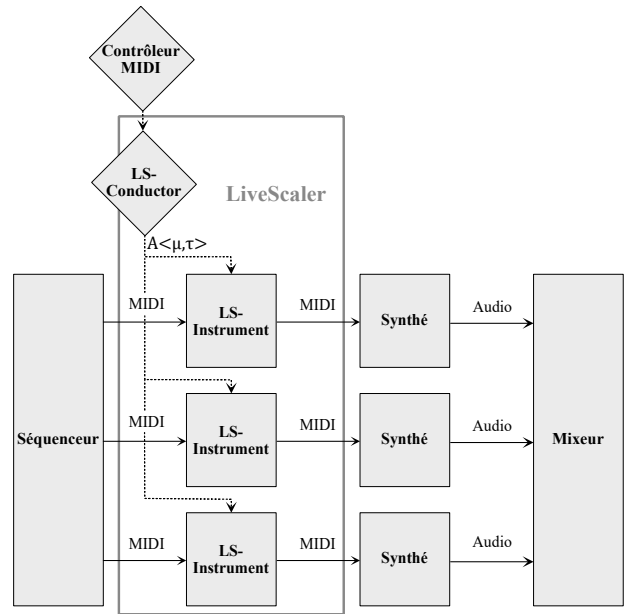 Contrôleur
MIDI
LS-
Conductor
LiveScaler
A<μ,τ>
MIDI
LS-
Instrument
MIDI
Synthé
Audio
Séquenceur
MIDI
LS-
Instrument
MIDI
Synthé
Audio
Mixeur
MIDI
LS-
Instrument
MIDI
Synthé
Audio